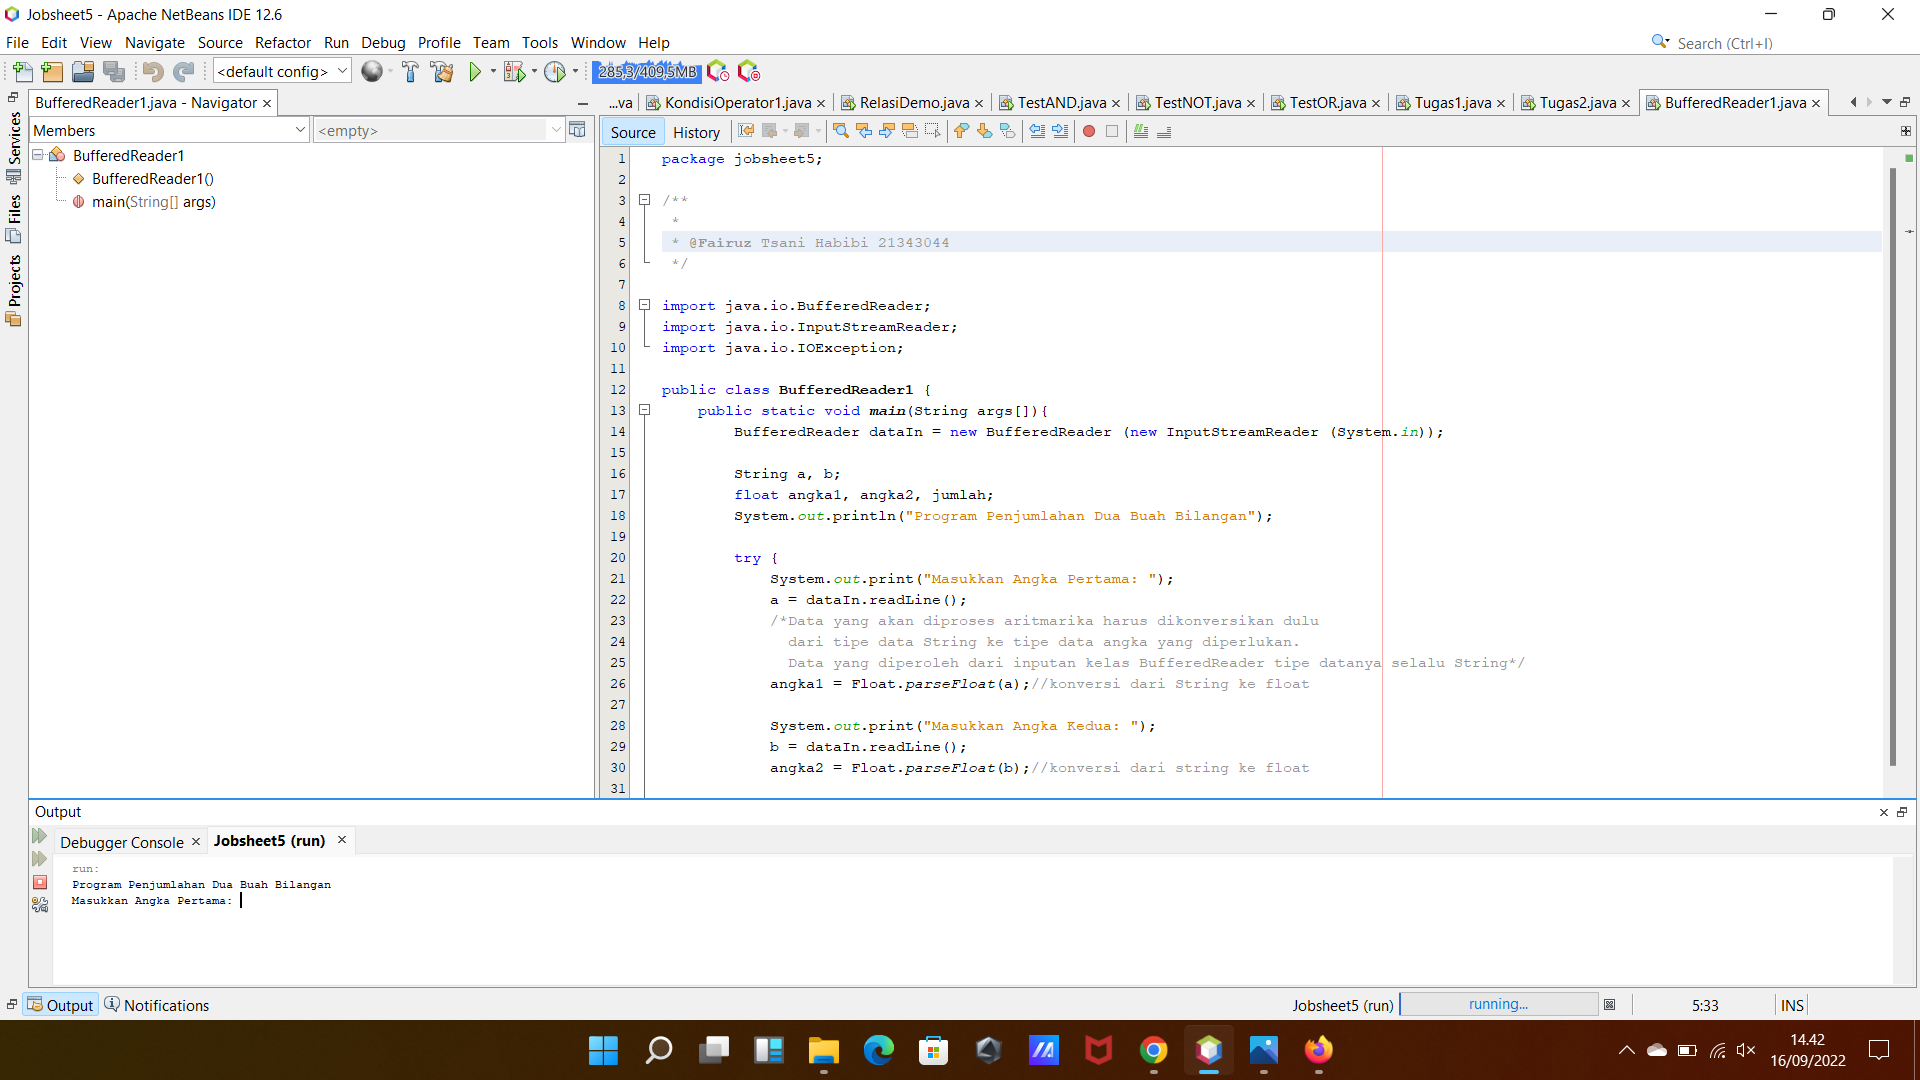 Jobsheet5 - Apache NetBeans IDE 12.6
File Edit View Navigate Source Refactor Run Debug Profile Team Tools Window Help
Search (Ctrl+I)
<default config>
285,3/409,5MB
BufferedReader1.java - Navigator
...va KondisiOperator1.java RelasiDemo.java TestAND.java TestNOT.java TestOR.java Tugas1.java Tugas2.java BufferedReader1.java
Members
<empty>
Source History
Services
Files
Projects
BufferedReader1
BufferedReader1()
main(String[] args)
1 package jobsheet5;
2
3 /**
4 *
5 * @Fairuz Tsani Habibi 21343044
6 */
7
8 import java.io.BufferedReader;
9 import java.io.InputStreamReader;
10 import java.io.IOException;
11
12 public class BufferedReader1 {
13 public static void main(String args[]){
14 BufferedReader dataIn = new BufferedReader (new InputStreamReader (System.in));
15
16 String a, b;
17 float angka1, angka2, jumlah;
18 System.out.println("Program Penjumlahan Dua Buah Bilangan");
19
20 try {
21 System.out.print("Masukkan Angka Pertama: ");
22 a = dataIn.readLine();
23 /*Data yang akan diproses aritmarika harus dikonversikan dulu
24 dari tipe data String ke tipe data angka yang diperlukan.
25 Data yang diperoleh dari inputan kelas BufferedReader tipe datanya selalu String*/
26 angka1 = Float.parseFloat(a);//konversi dari String ke float
27
28 System.out.print("Masukkan Angka Kedua: ");
29 b = dataIn.readLine();
30 angka2 = Float.parseFloat(b);//konversi dari string ke float
31
Output
Debugger Console Jobsheet5 (run)
run:
Program Penjumlahan Dua Buah Bilangan
Masukkan Angka Pertama:
Output Notifications
Jobsheet5 (run) running... 5:33 INS
14.42
16/09/2022